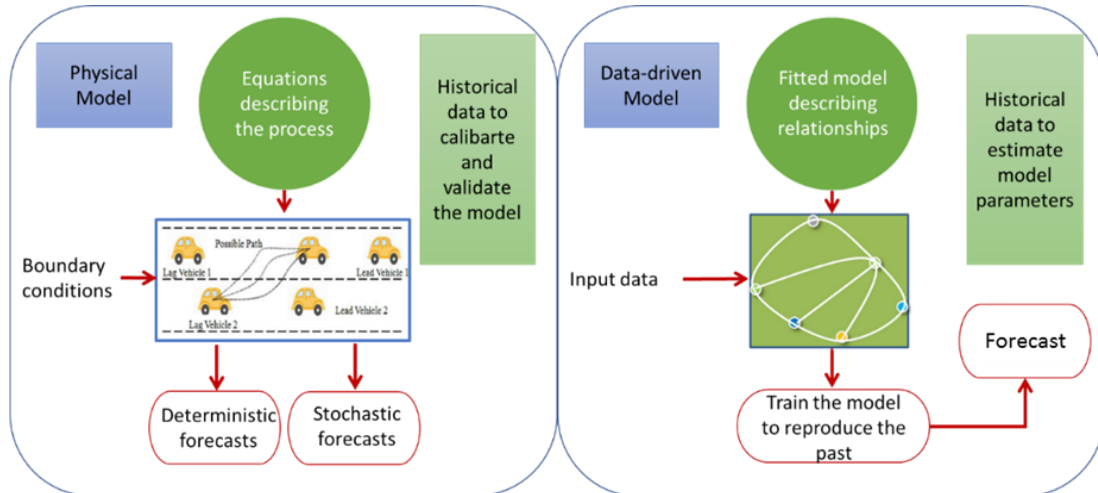 Physical
Model
Equations
describing
the process
Historical
data to
calibarte
and
validate
the model
Boundary
conditions
Possible Path
Lag Vehicle 1
Lead Vehicle 1
Lag Vehicle 2
Lead Vehicle 2
Deterministic
forecasts
Stochastic
forecasts
Data-driven
Model
Fitted model
describing
relationships
Historical
data to
estimate
model
parameters
Input data
Train the model
to reproduce the
past
Forecast